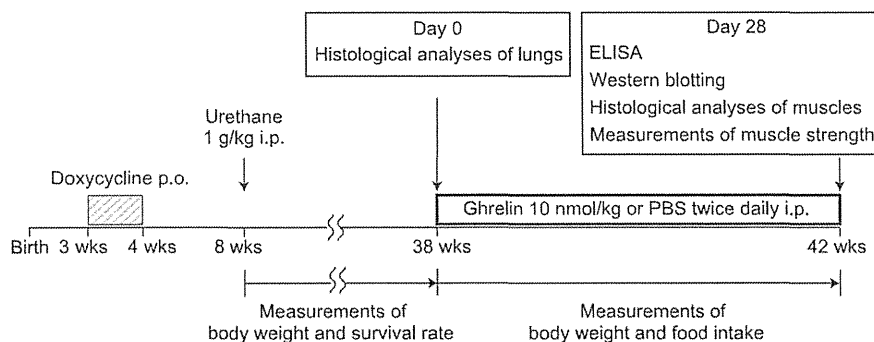 Day 0
Histological analyses of lungs
Day 28
ELISA
Western blotting
Histological analyses of muscles
Measurements of muscle strength
Urethane
1 g/kg i.p.
Doxycycline p.o.
Ghrelin 10 nmol/kg or PBS twice daily i.p.
Birth 3 wks 4 wks 8 wks 38 wks 42 wks
Measurements of
body weight and survival rate
Measurements of
body weight and food intake